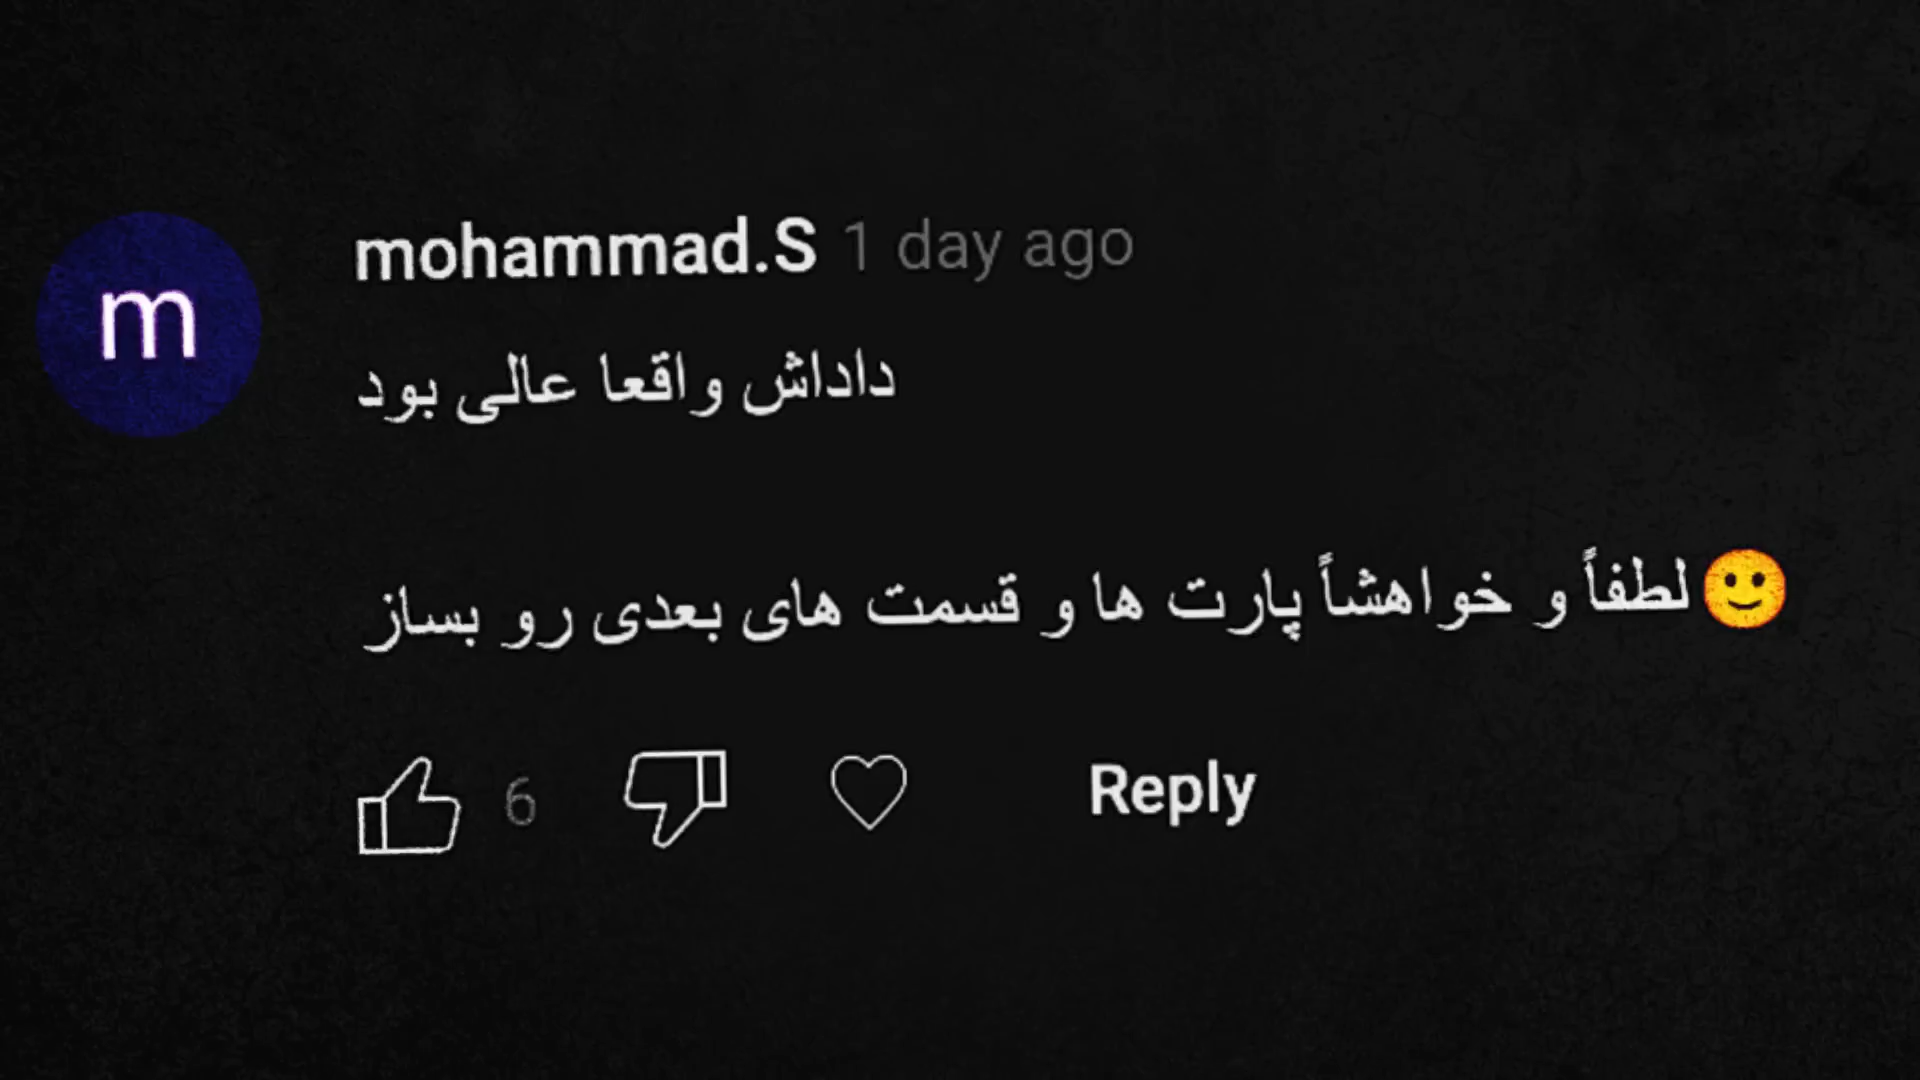 m
mohammad.S 1 day ago
داداش واقعا عالی بود
🙂لطفاً و خواهشاً پارت ها و قسمت های بعدی رو بساز
6 Reply